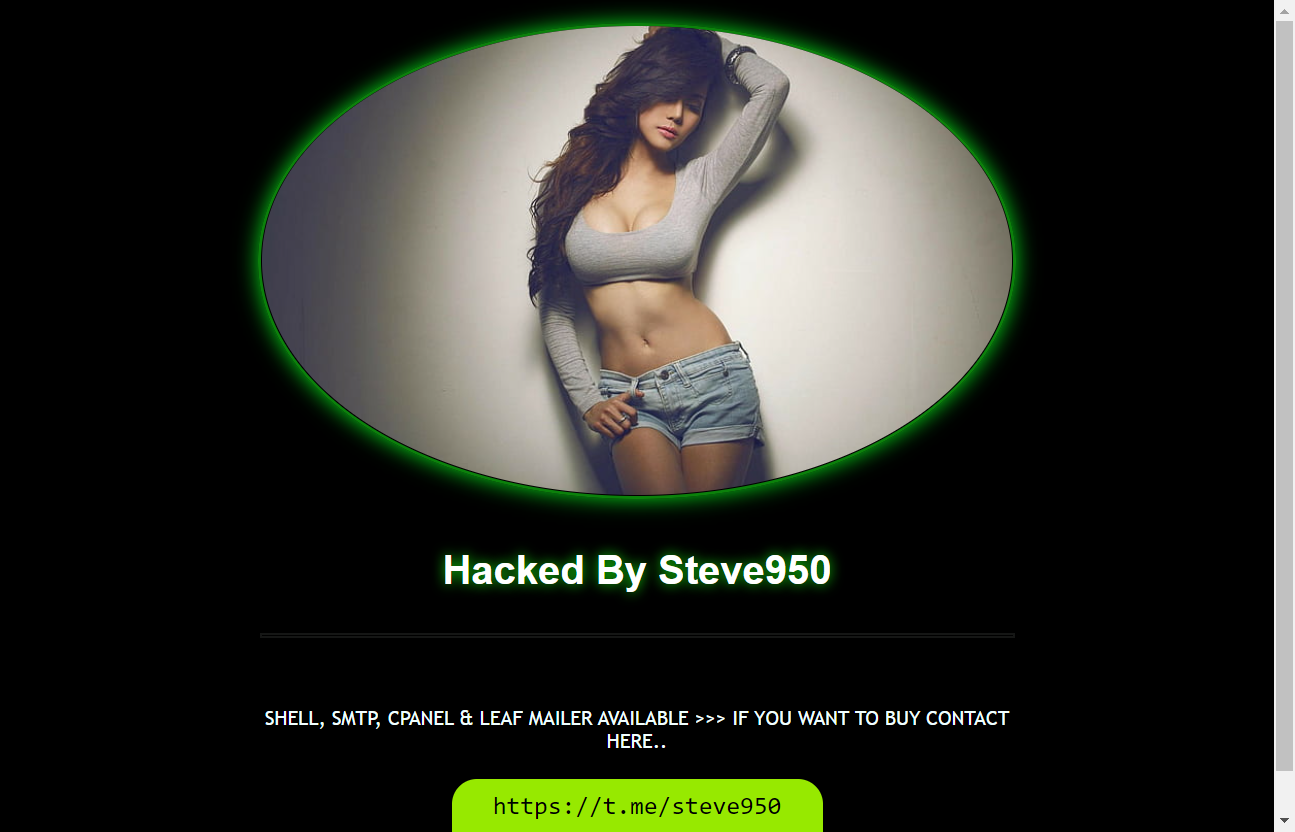 Hacked By Steve950
SHELL, SMTP, CPANEL & LEAF MAILER AVAILABLE >>> IF YOU WANT TO BUY CONTACT
HERE..
https://t.me/steve950